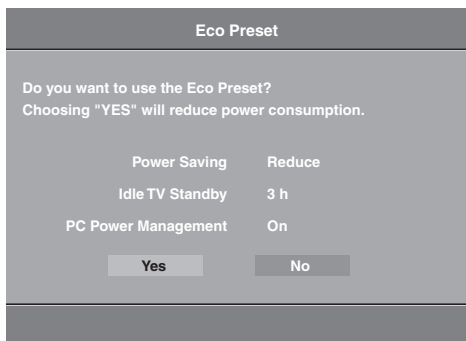 Eco Preset
Do you want to use the Eco Preset?
Choosing "YES" will reduce power consumption.
Power Saving Reduce
Idle TV Standby 3 h
PC Power Management On
Yes No